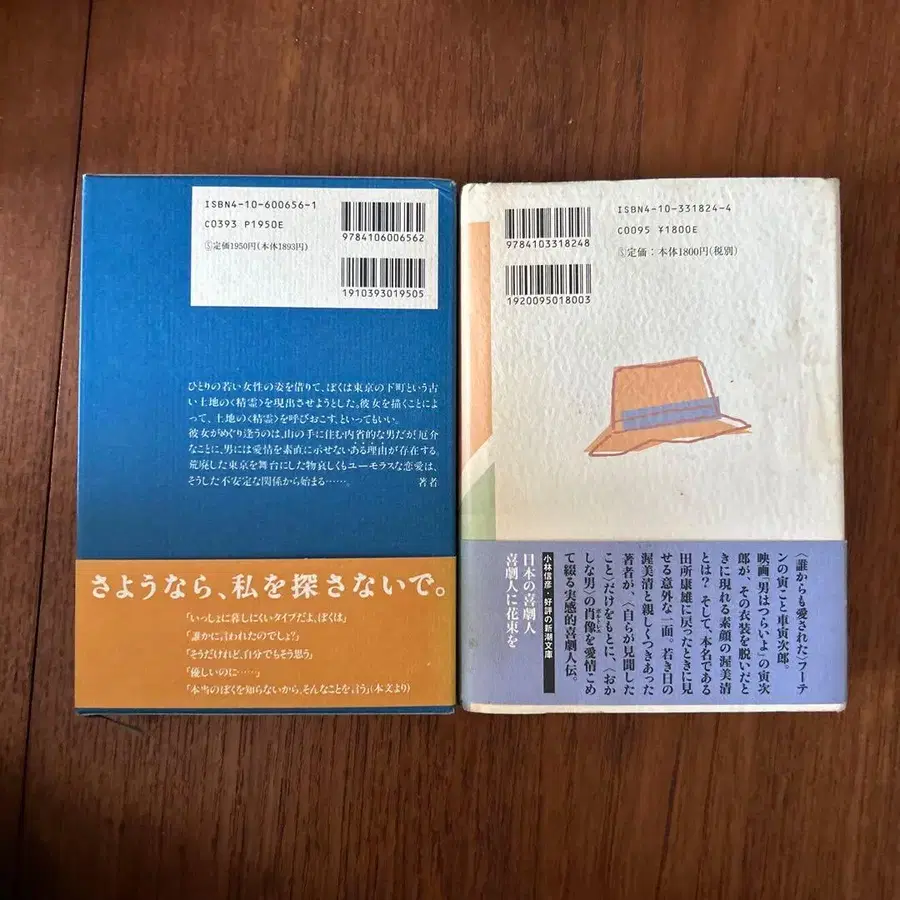 ISBN4-10-600656-1
C0393 P1950E
Ⓢ定価1950円(本体1893円)
9784106006562
1910393019505
ひとりの若い女性の姿を借りて、ぼくは東京の下町という古
い土地の〈精霊〉を現出させようとした。彼女を描くことによ
って、土地の〈精霊〉を呼びおこす、といってもいい。
彼女がめぐり逢うのは、山の手に住む内省的な男だが、厄介
なことに、男には愛情を素直に示せないある理由が存在する。
荒廃した東京を舞台にした物哀しくもユーモラスな恋愛は、
そうした不安定な関係から始まる……。 著者
さようなら、私を探さないで。
「いっしょに暮しにくいタイプだよ、ぼくは」
「誰かに言われたのでしょ?」
「そうだけれど、自分でもそう思う」
「優しいのに……」
「本当のぼくを知らないから、そんなことを言う」(本文より)
ISBN4-10-331824-4
C0095 ¥1800E
Ⓢ定価:本体1800円(税別)
9784103318248
1920095018003
〈誰からも愛された〉フーテ
ンの寅こと車寅次郎。
映画「男はつらいよ」の寅次
郎が、その衣装を脱いだと
きに現れる素顔の渥美清
とは? そして、本名である
田所康雄に戻ったときに見
せる意外な一面。若き日の
渥美清と親しくつきあった
著者が、〈自らが見聞した
こと〉だけをもとに、〈おか
しな男〉の肖像を愛情こめ
ポルトレ
て綴る実感的喜劇人伝。
小林信彦・好評の新潮文庫
日本の喜劇人
喜劇人に花束を